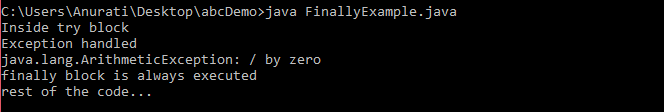 C:\Users\Anurati\Desktop\abcDemo>java FinallyExample.java
Inside try block
Exception handled
java.lang.ArithmeticException: / by zero
finally block is always executed
rest of the code...